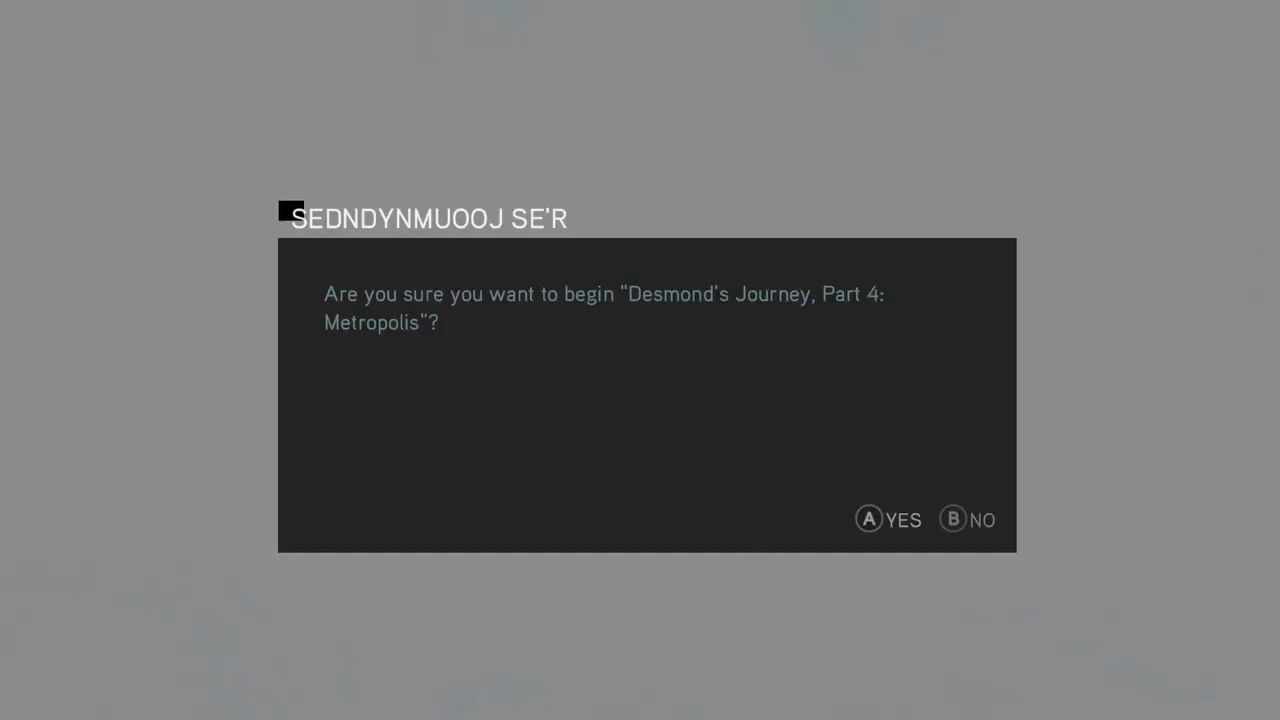 SEDNDYNMUOOJ SE'R
Are you sure you want to begin "Desmond's Journey, Part 4:
Metropolis"?
A YES B NO